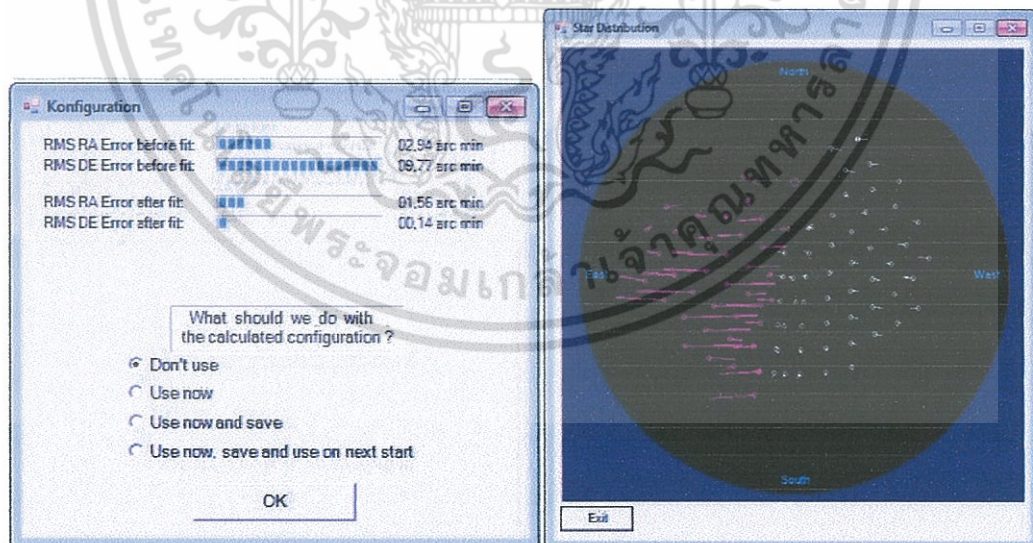 Konfiguration
RMS RA Error before fit: 02,94 arc min
RMS DE Error before fit: 09,77 arc min
RMS RA Error after fit: 01,56 arc min
RMS DE Error after fit: 00,14 arc min
What should we do with
the calculated configuration ?
Don't use
Use now
Use now and save
Use now, save and use on next start
OK
Star Distribution
North
East
West
South
Exit